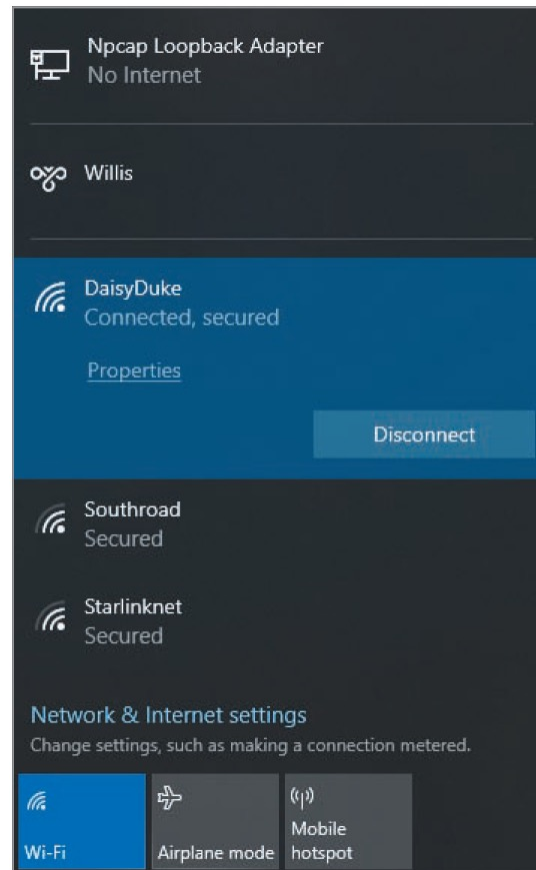 Npcap Loopback Adapter
No Internet
Willis
DaisyDuke
Connected, secured
Properties
Disconnect
Southroad
Secured
Starlinknet
Secured
Network & Internet settings
Change settings, such as making a connection metered.
Wi-Fi
Airplane mode
Mobile
hotspot